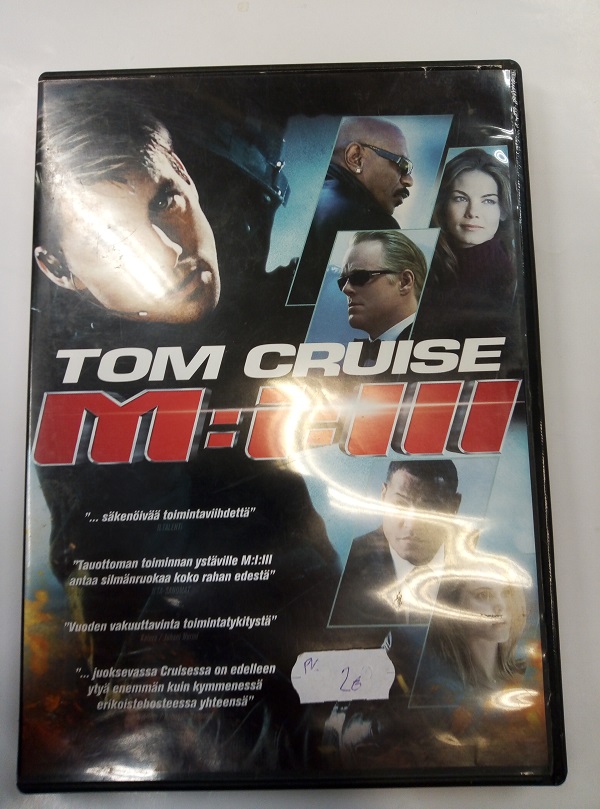 TOM CRUISE
M:I:III
"... säkenöivää toimintaviihdettä"
"Tauottoman toiminnan ystäville M:I:III
antaa silmänruokaa koko rahan edestä"
"Vuoden vakuuttavinta toimintatykitystä"
"... juoksevassa Cruisessa on edelleen
ytyä enemmän kuin kymmenessä
erikoistehosteessa yhteensä"
PV.